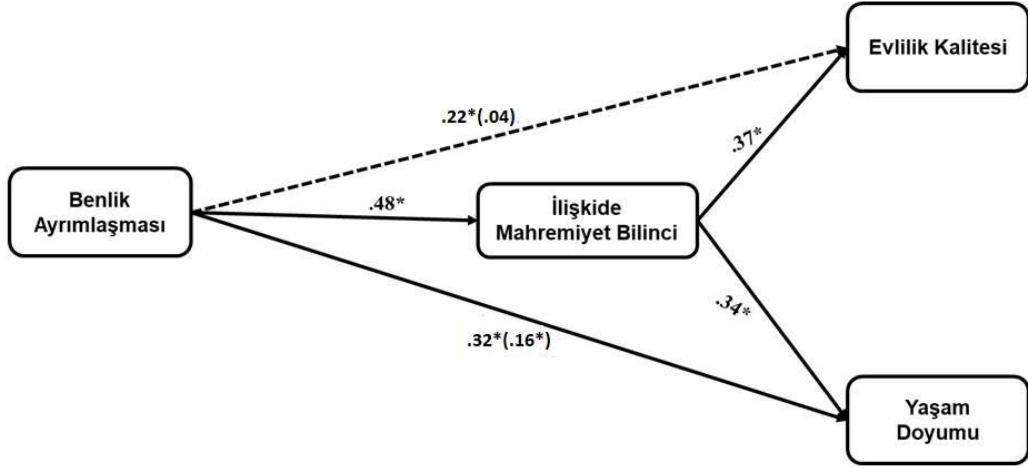 Evlilik Kalitesi
.22*(.04)
.37*
Benlik
Ayrımlaşması
.48*
İlişkide
Mahremiyet Bilinci
.34*
.32*(.16*)
Yaşam
Doyumu